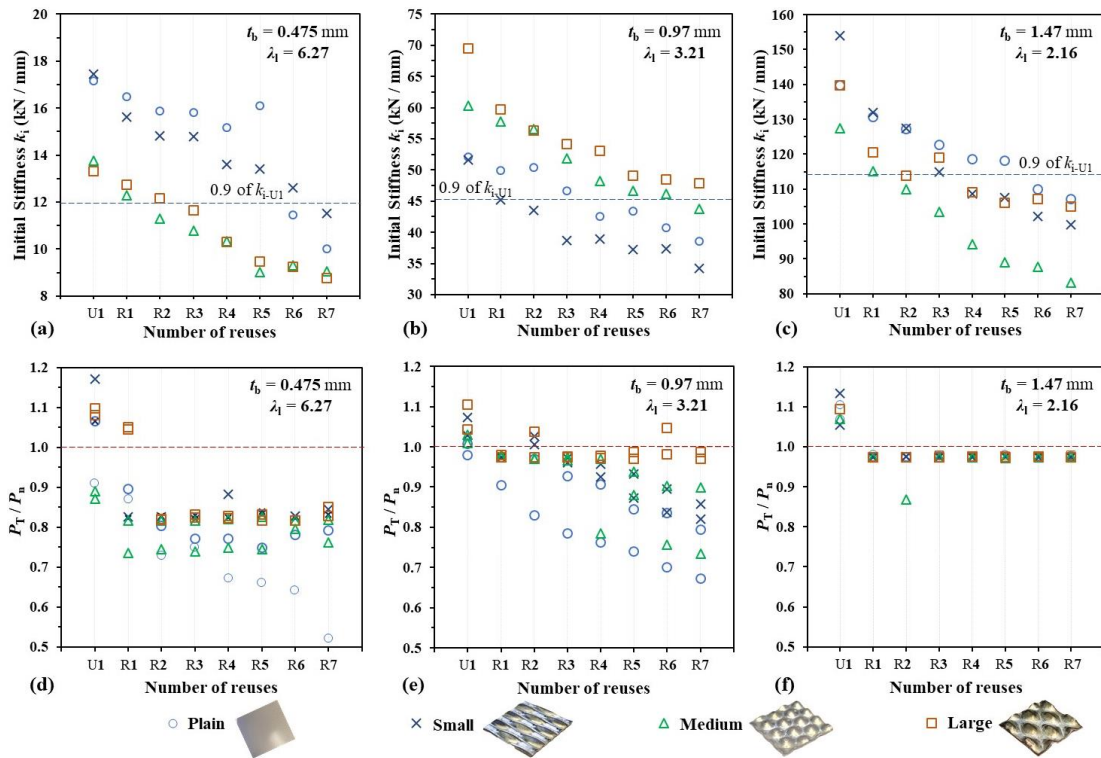 20
18
16
14
12
10
8
Initial Stiffness kᵢ (kN / mm)
t_b = 0.475 mm
λ_l = 6.27
0.9 of k_i-U1
U1 R1 R2 R3 R4 R5 R6 R7
(a)
Number of reuses
75
70
65
60
55
50
45
40
35
30
Initial Stiffness kᵢ (kN / mm)
t_b = 0.97 mm
λ_l = 3.21
0.9 of k_i-U1
U1 R1 R2 R3 R4 R5 R6 R7
(b)
Number of reuses
160
150
140
130
120
110
100
90
80
Initial Stiffness kᵢ (kN / mm)
t_b = 1.47 mm
λ_l = 2.16
0.9 of k_i-U1
U1 R1 R2 R3 R4 R5 R6 R7
(c)
Number of reuses
1.2
1.1
1.0
0.9
0.8
0.7
0.6
0.5
P_T / P_n
t_b = 0.475 mm
λ_l = 6.27
U1 R1 R2 R3 R4 R5 R6 R7
(d)
Number of reuses
1.2
1.1
1.0
0.9
0.8
0.7
0.6
0.5
P_T / P_n
t_b = 0.97 mm
λ_l = 3.21
U1 R1 R2 R3 R4 R5 R6 R7
(e)
Number of reuses
1.2
1.1
1.0
0.9
0.8
0.7
0.6
0.5
P_T / P_n
t_b = 1.47 mm
λ_l = 2.16
U1 R1 R2 R3 R4 R5 R6 R7
(f)
Number of reuses
Plain
Small
Medium
Large